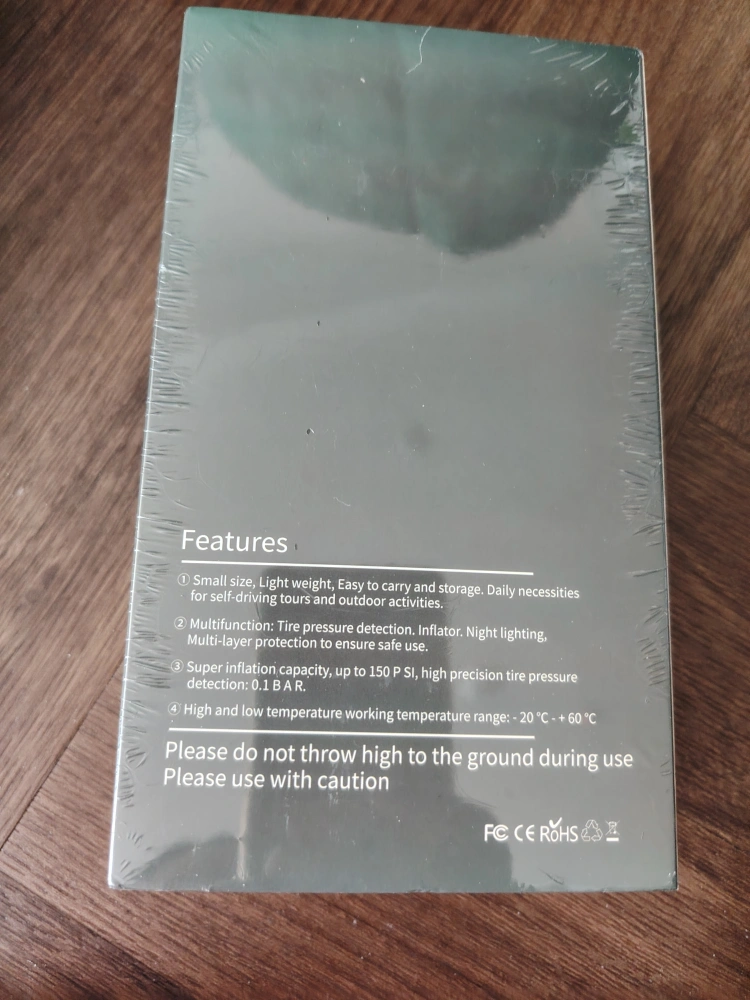 Features
① Small size, Light weight, Easy to carry and storage. Daily necessities
for self-driving tours and outdoor activities.
② Multifunction: Tire pressure detection. Inflator. Night lighting,
Multi-layer protection to ensure safe use.
③ Super inflation capacity, up to 150 P SI, high precision tire pressure
detection: 0.1 B A R.
④ High and low temperature working temperature range: - 20 °C - + 60 °C
Please do not throw high to the ground during use
Please use with caution
FC CE RoHS